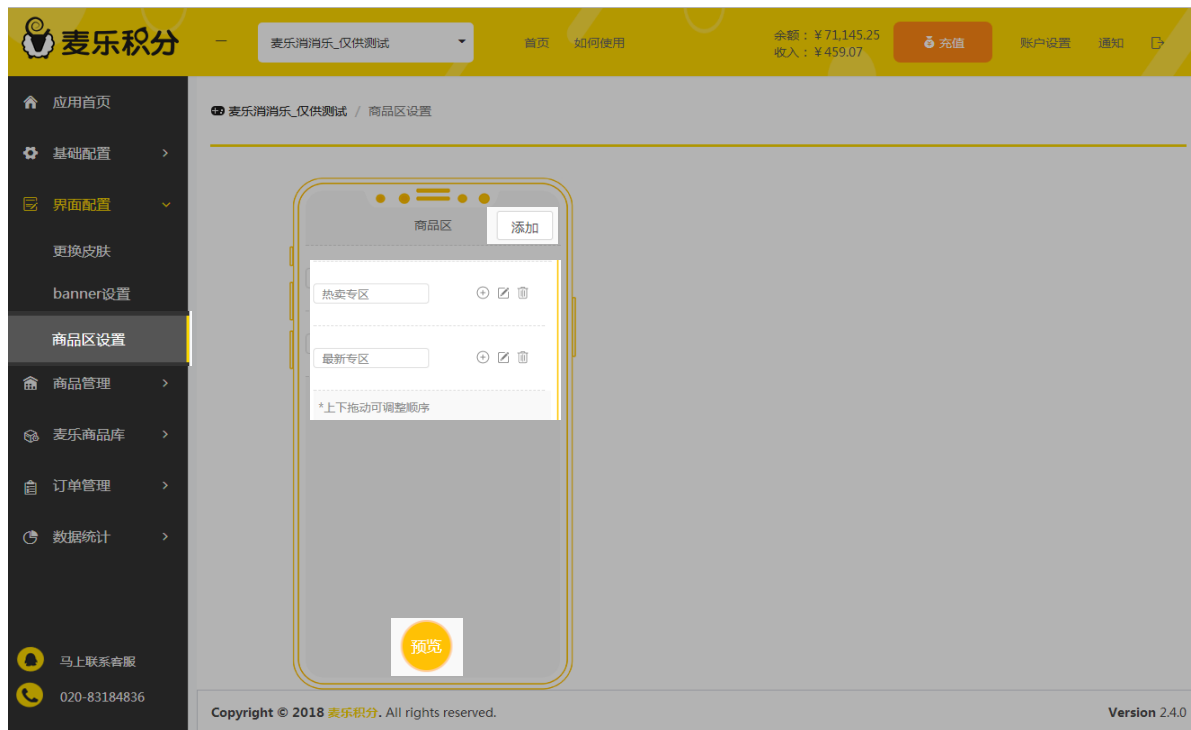 麦乐积分
麦乐消消乐_仅供测试
首页 如何使用
余额：￥71,145.25
收入：￥459.07
充值
账户设置 通知
应用首页
基础配置
界面配置
更换皮肤
banner设置
商品区设置
商品管理
麦乐商品库
订单管理
数据统计
马上联系客服
020-83184836
麦乐消消乐_仅供测试 / 商品区设置
商品区 添加
热卖专区
最新专区
*上下拖动可调整顺序
预览
Copyright © 2018 麦乐积分. All rights reserved.
Version 2.4.0